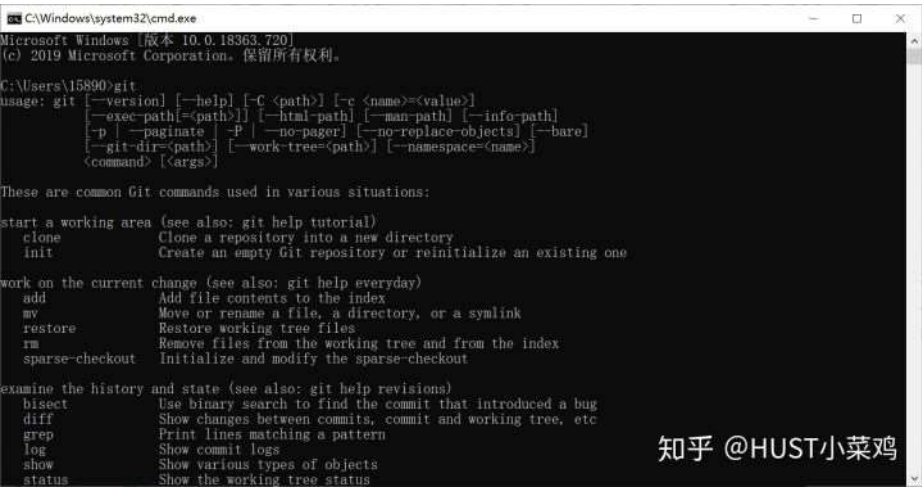 C:\Windows\system32\cmd.exe
Microsoft Windows [版本 10.0.18363.720]
(c) 2019 Microsoft Corporation。保留所有权利。
C:\Users\15890>git
usage: git [--version] [--help] [-C <path>] [-c <name>=<value>]
[--exec-path[=<path>]] [--html-path] [--man-path] [--info-path]
[-p | --paginate | -P | --no-pager] [--no-replace-objects] [--bare]
[--git-dir=<path>] [--work-tree=<path>] [--namespace=<name>]
<command> [<args>]
These are common Git commands used in various situations:
start a working area (see also: git help tutorial)
clone Clone a repository into a new directory
init Create an empty Git repository or reinitialize an existing one
work on the current change (see also: git help everyday)
add Add file contents to the index
mv Move or rename a file, a directory, or a symlink
restore Restore working tree files
rm Remove files from the working tree and from the index
sparse-checkout Initialize and modify the sparse-checkout
examine the history and state (see also: git help revisions)
bisect Use binary search to find the commit that introduced a bug
diff Show changes between commits, commit and working tree, etc
grep Print lines matching a pattern
log Show commit logs
show Show various types of objects
status Show the working tree status
知乎 @HUST小菜鸡